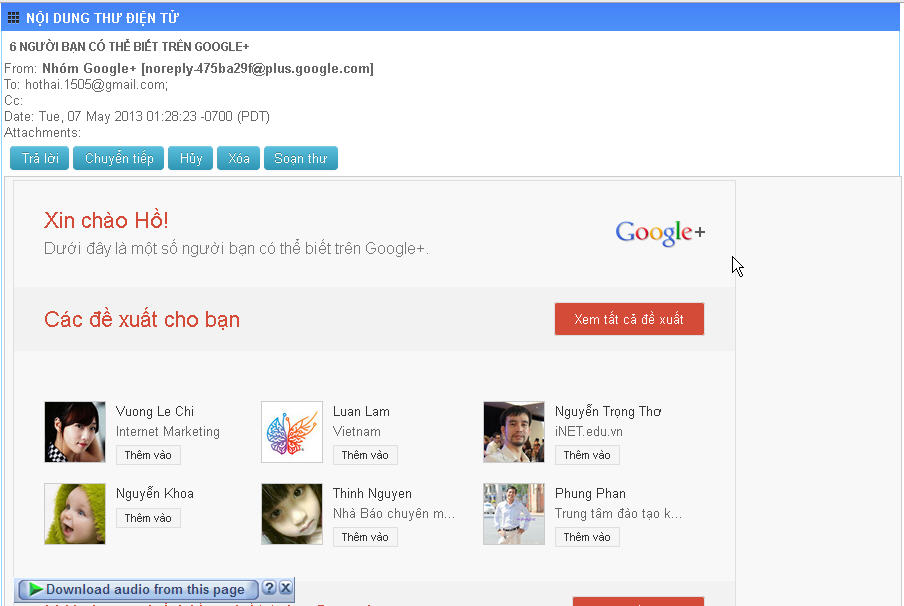 NỘI DUNG THƯ ĐIỆN TỬ
6 NGƯỜI BẠN CÓ THỂ BIẾT TRÊN GOOGLE+
From: Nhóm Google+ [noreply-475ba29f@plus.google.com]
To: hothai.1505@gmail.com;
Cc:
Date: Tue, 07 May 2013 01:28:23 -0700 (PDT)
Attachments:
Trả lời Chuyển tiếp Hủy Xóa Soạn thư
Xin chào Hồ!
Google+
Dưới đây là một số người bạn có thể biết trên Google+.
Các đề xuất cho bạn
Xem tất cả đề xuất
Vuong Le Chi
Internet Marketing
Thêm vào
Luan Lam
Vietnam
Thêm vào
Nguyễn Trọng Thơ
iNET.edu.vn
Thêm vào
Nguyễn Khoa
Thêm vào
Thinh Nguyen
Nhà Báo chuyên m...
Thêm vào
Phung Phan
Trung tâm đào tạo k...
Thêm vào
Download audio from this page ? X